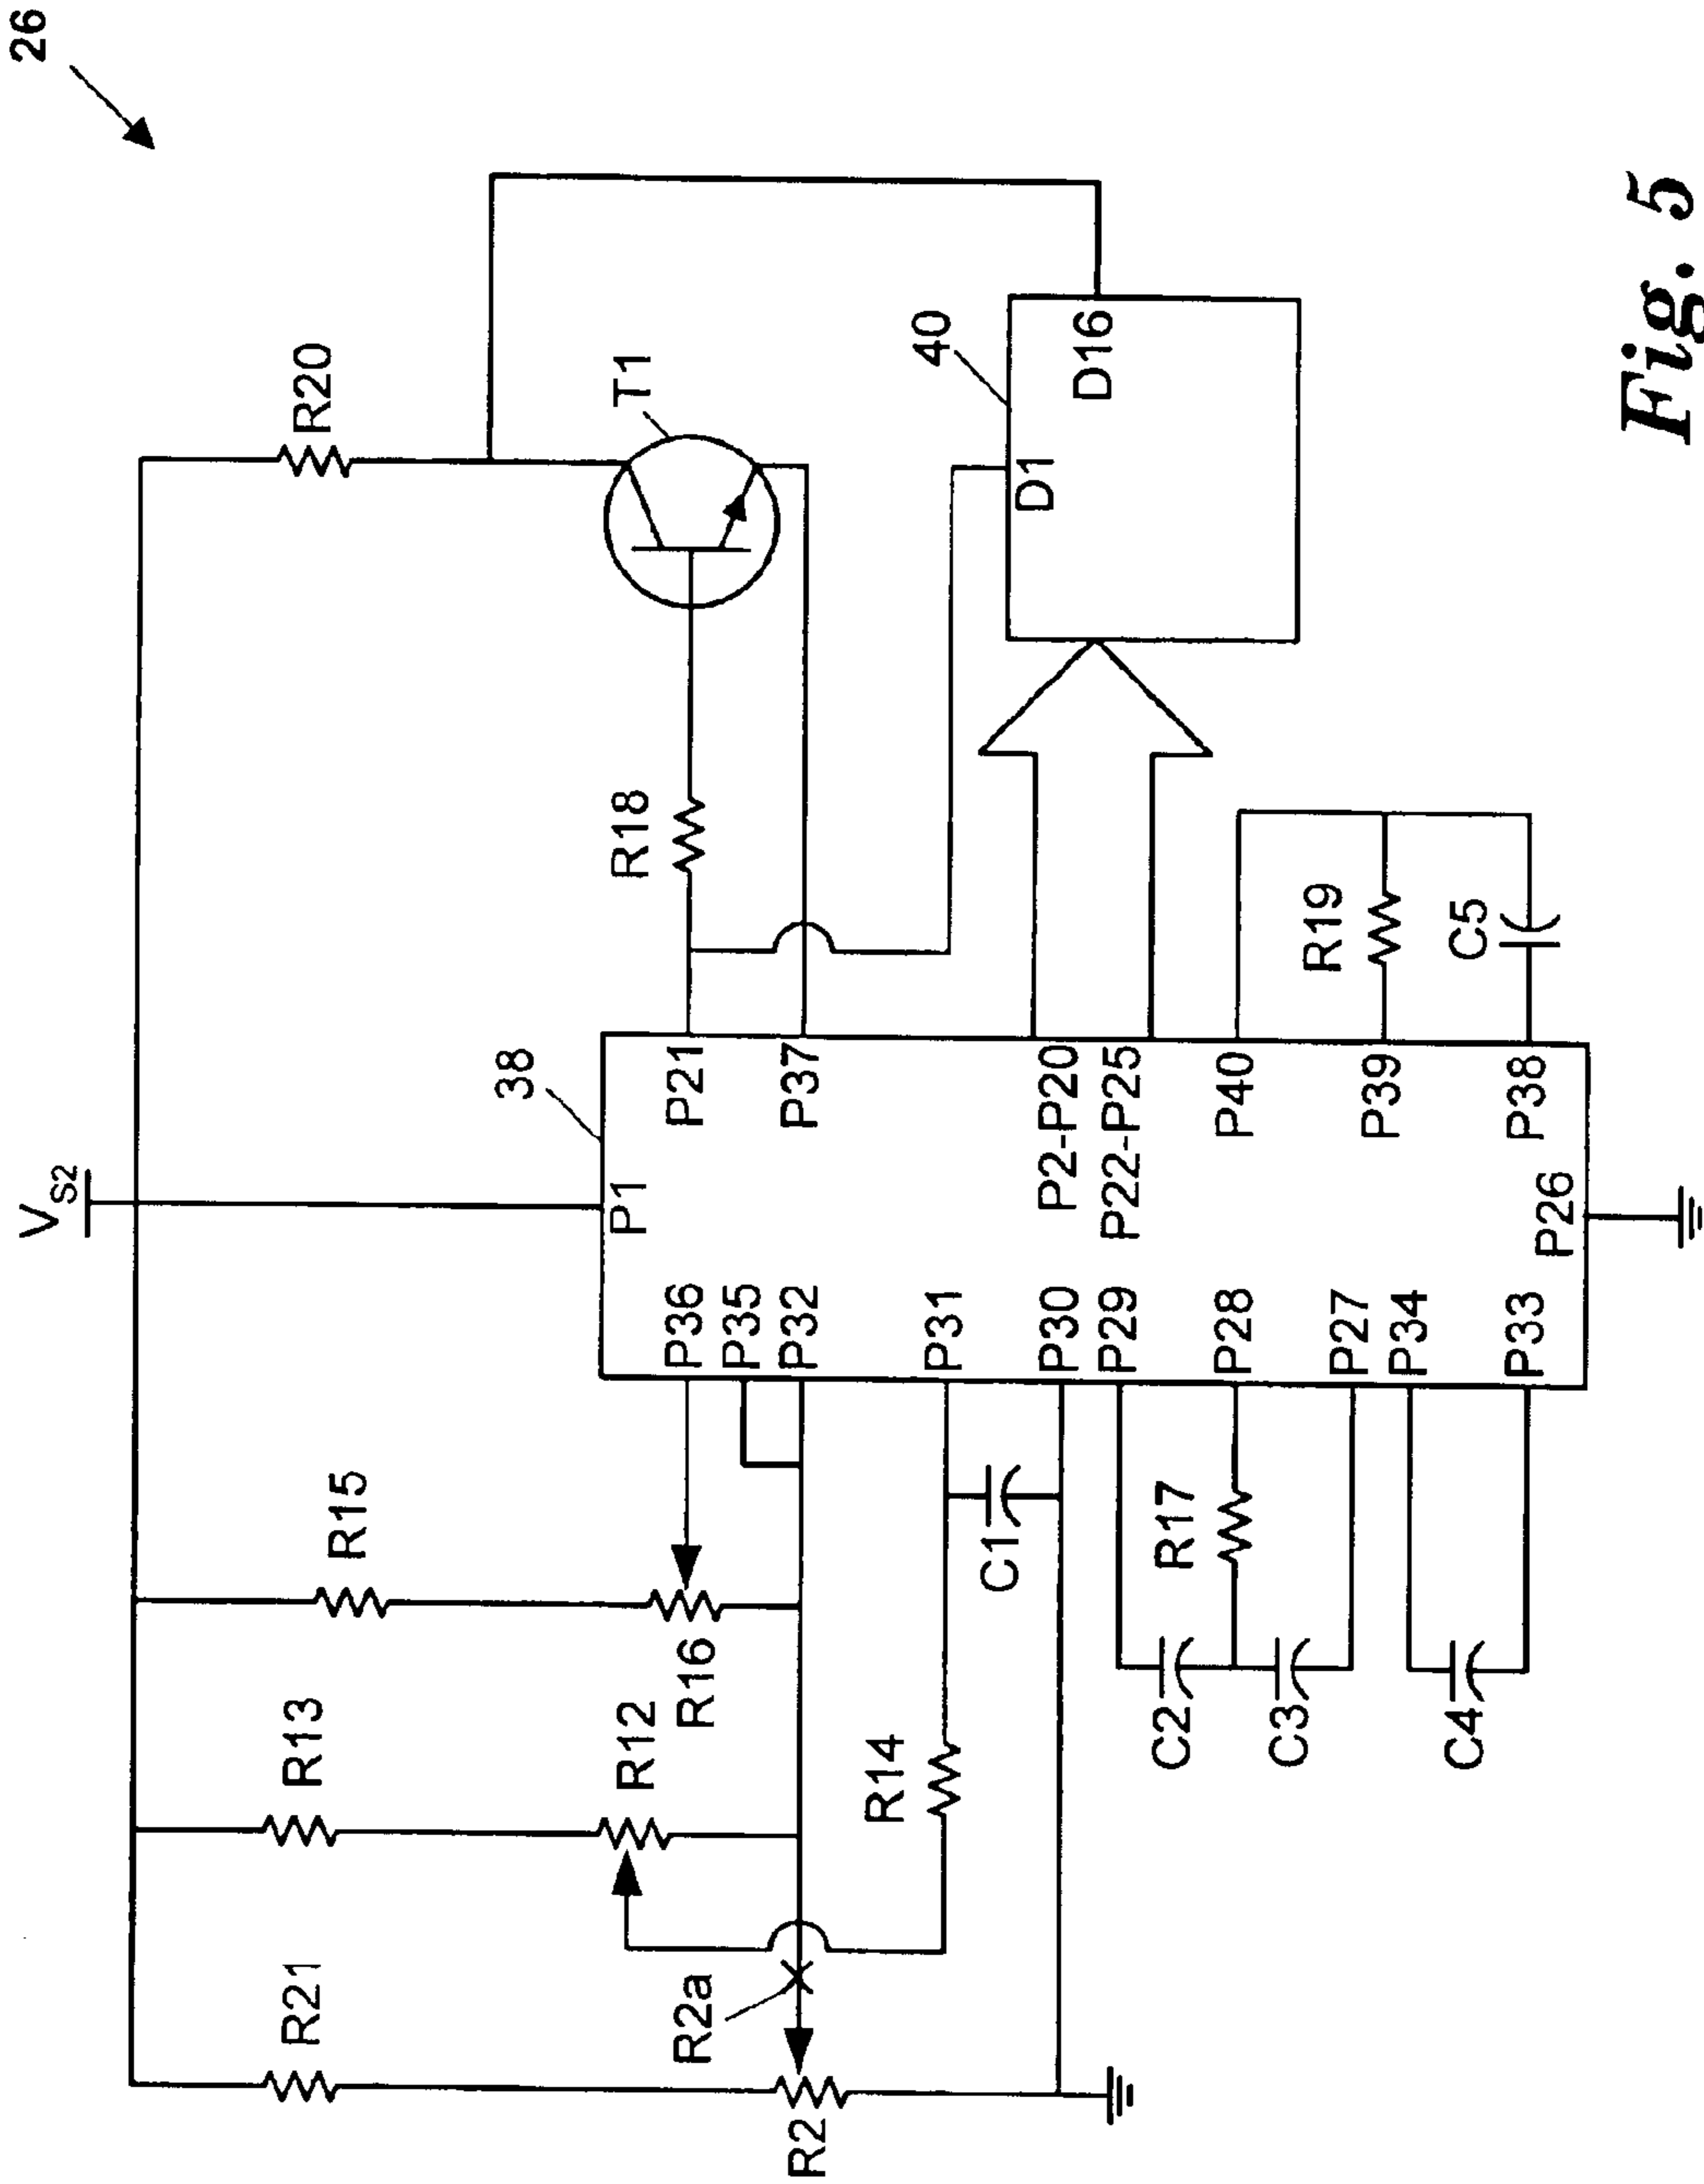 26
V_S2
R21
R13
R15
R20
R2a
R2
R12
R16
38
P1
P36
P35
P32
P31
P30
P29
P28
P27
P34
P33
P26
P21
P37
P2-P20
P22-P25
P40
P39
P38
R14
C1
C2
R17
C3
C4
R18
T1
40
D1
D16
R19
C5
Fig. 5